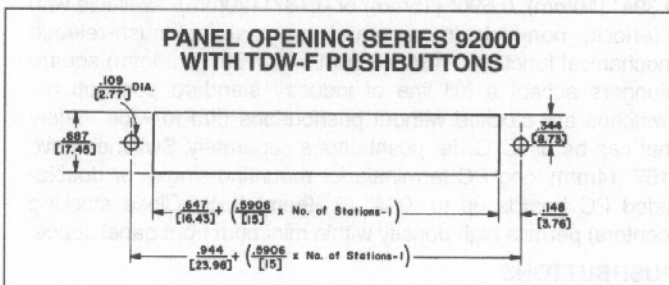 PANEL OPENING SERIES 92000
WITH TDW-F PUSHBUTTONS
.109 DIA.
[2.77]
.687
[17.45]
.344
[8.73]
.647 + (.5906 x No. of Stations-1)
[16.43] [15]
.148
[3.76]
.944 + (.5906 x No. of Stations-1)
[23.98] [15]